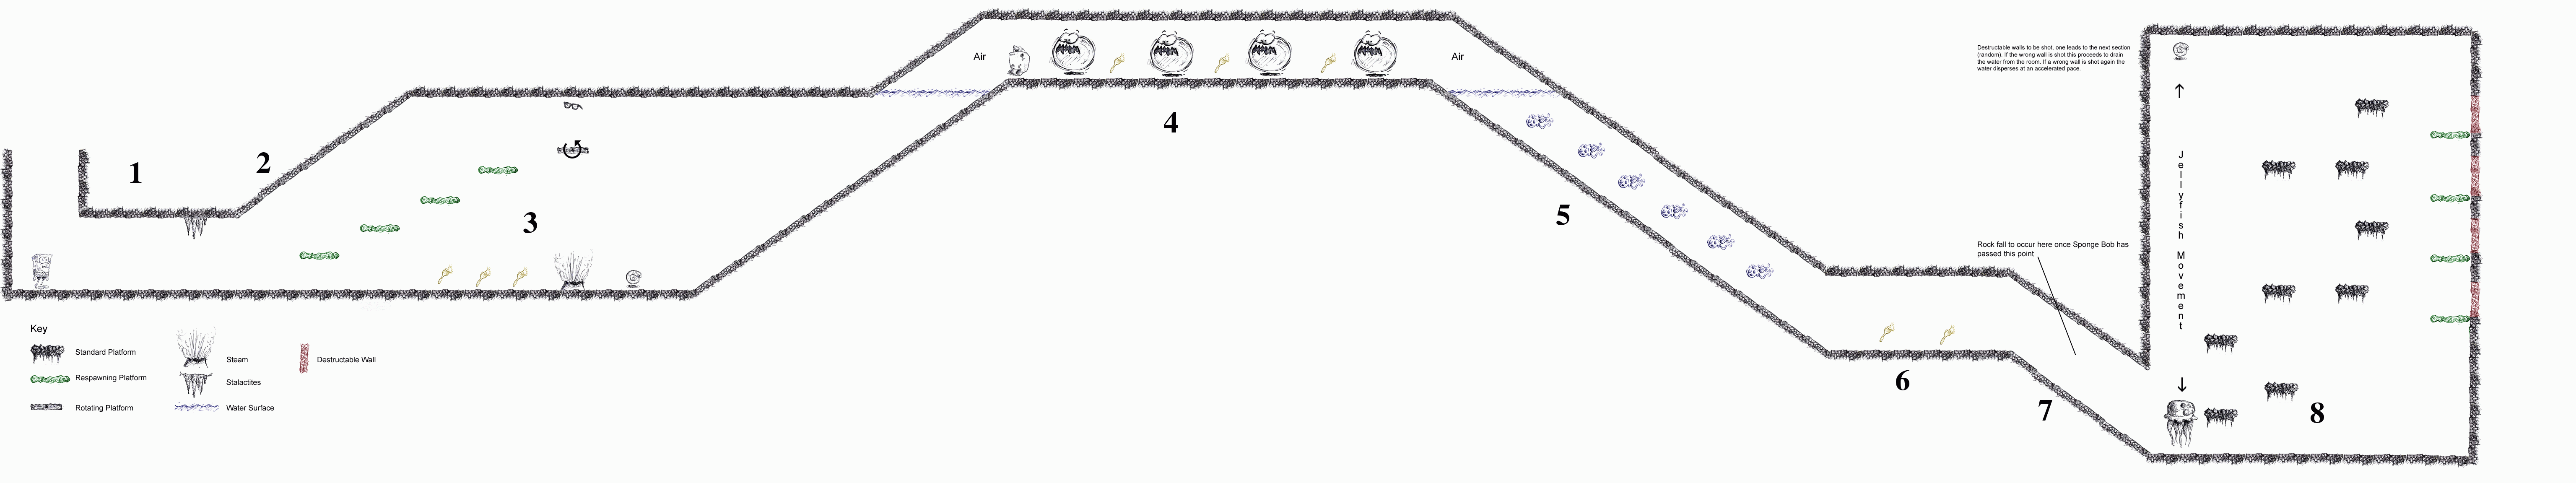 Air
Air
Destructable walls to be shot, one leads to the next section
(random). If the wrong wall is shot this proceeds to drain
the water from the room. If a wrong wall is shot again the
water disperses at an accelerated pace.
1
2
3
4
5
Jellyfish Movement
Rock fall to occur here once Sponge Bob has
passed this point
6
7
8
Key
Standard Platform
Respawning Platform
Rotating Platform
Steam
Stalactites
Water Surface
Destructable Wall